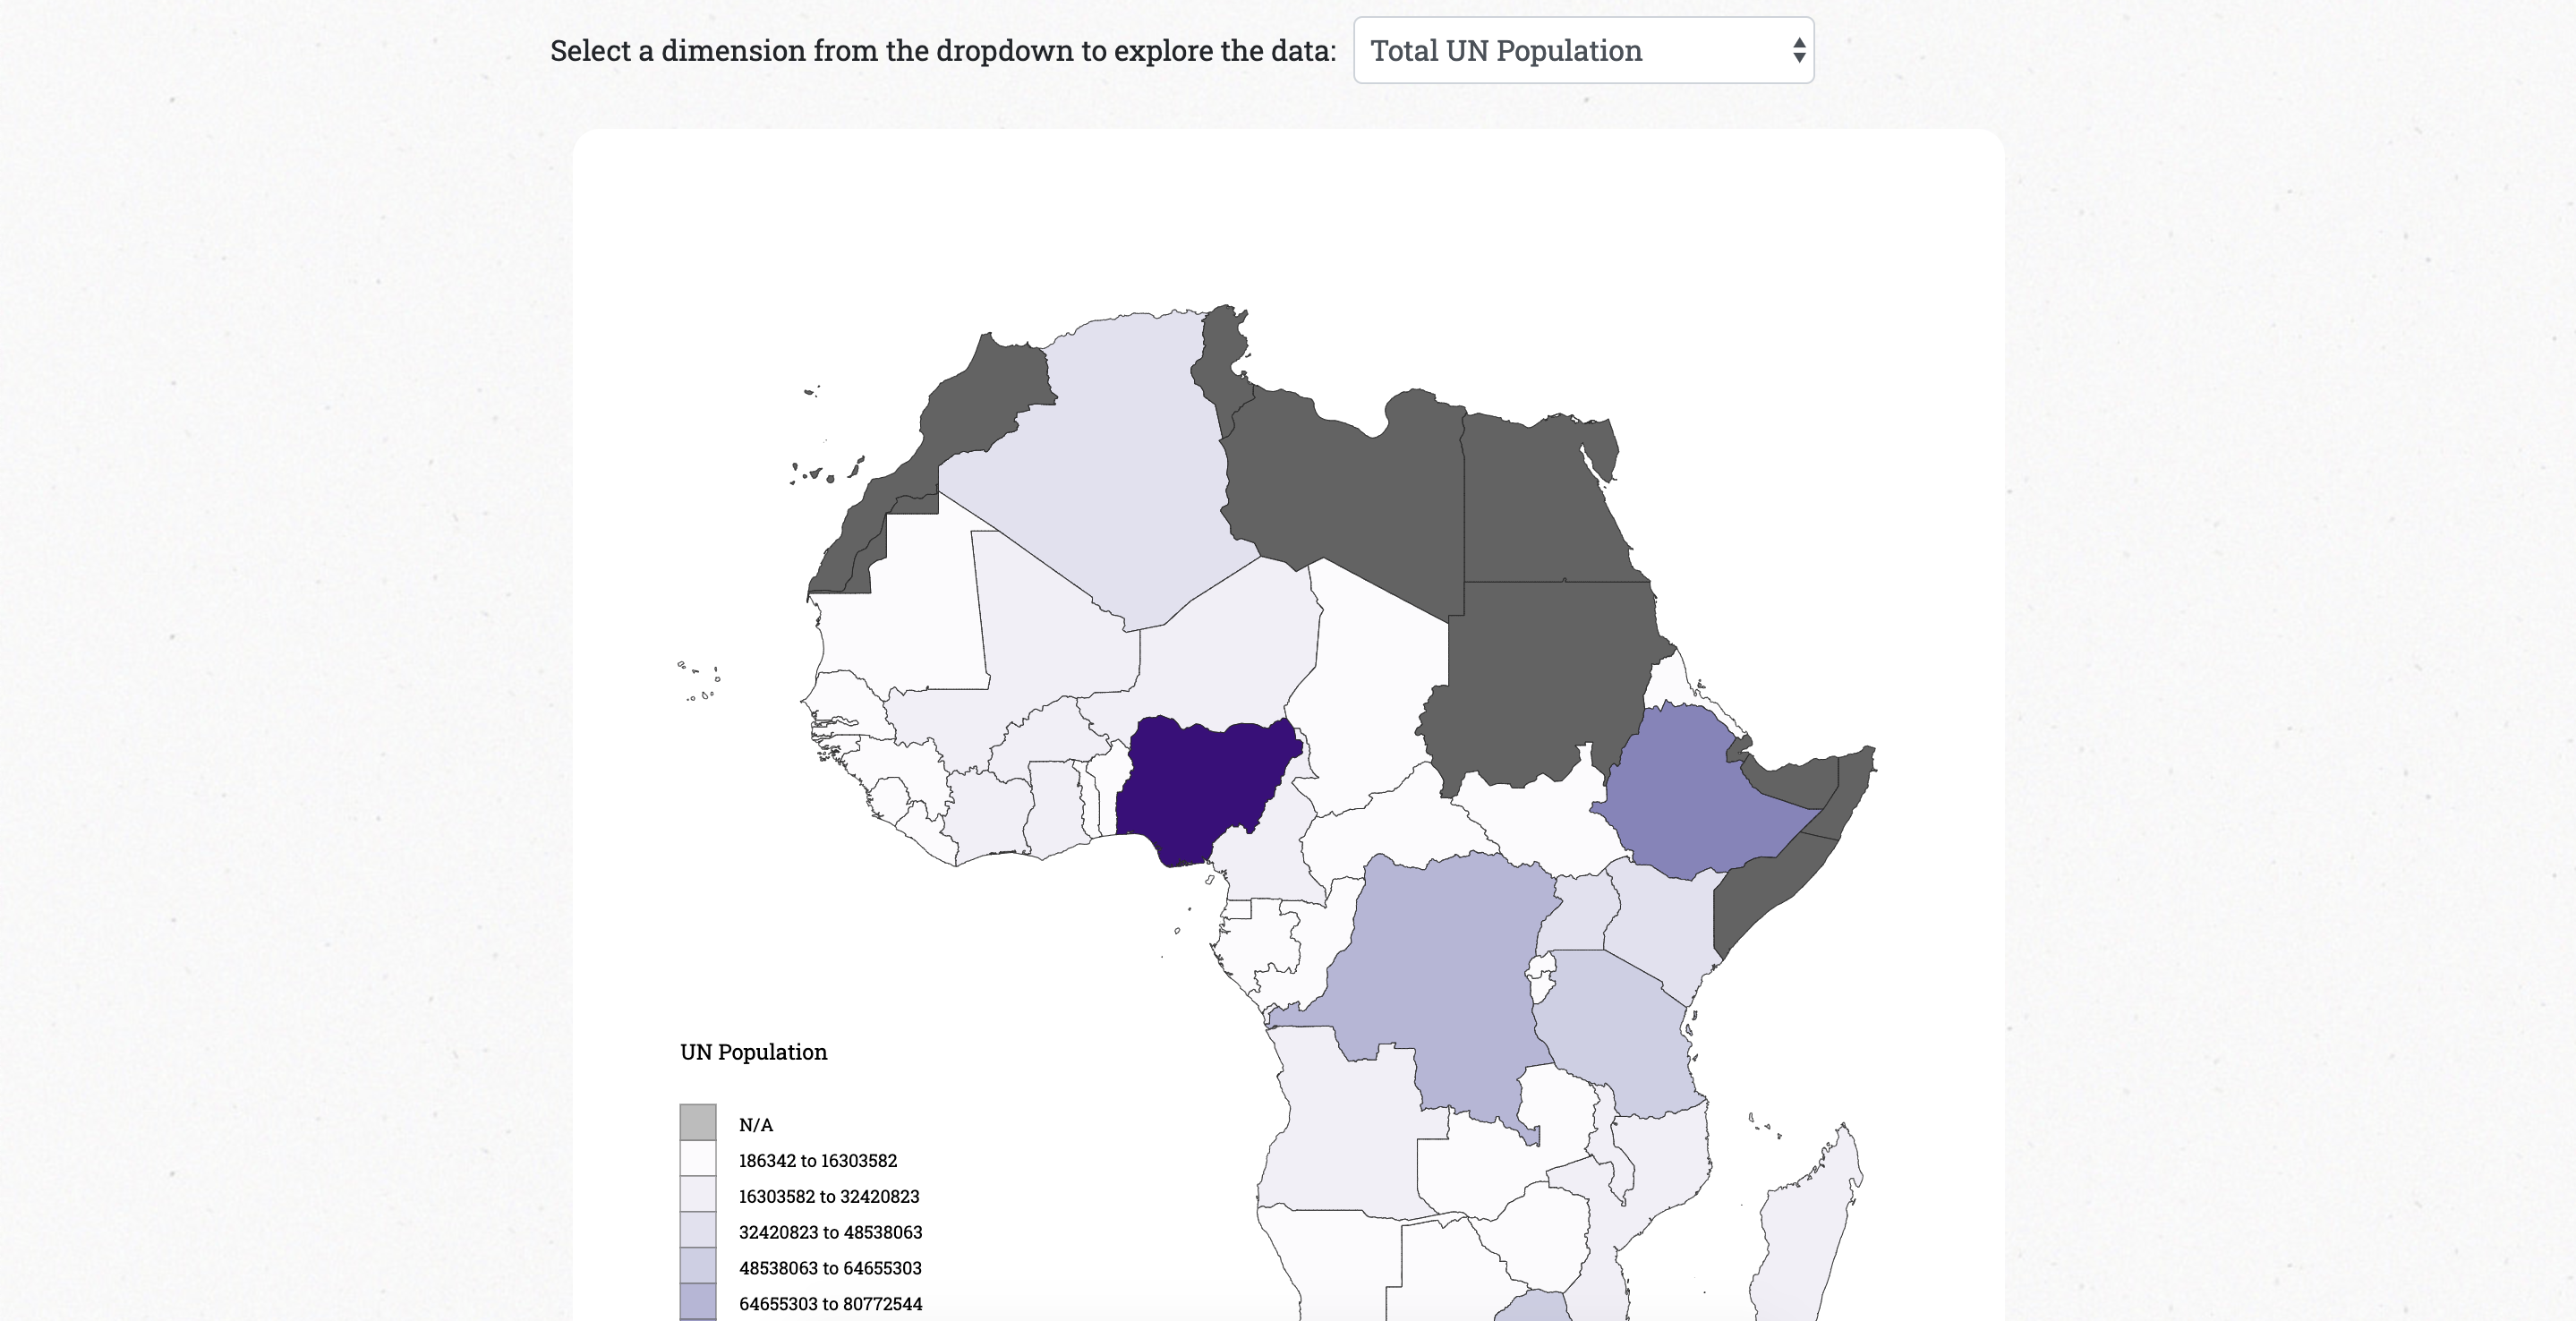 Select a dimension from the dropdown to explore the data: Total UN Population
UN Population
N/A
186342 to 16303582
16303582 to 32420823
32420823 to 48538063
48538063 to 64655303
64655303 to 80772544